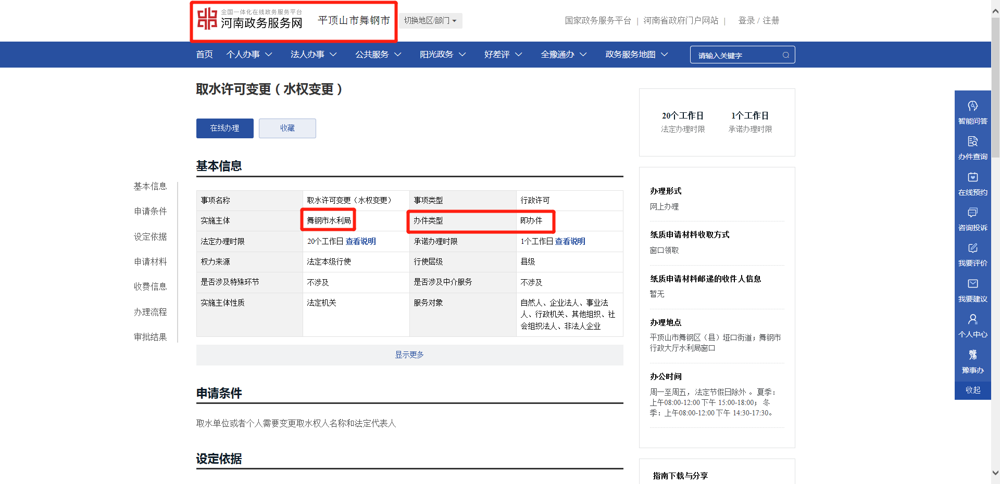 全国一体化在线政务服务平台
河南政务服务网
平顶山市舞钢市
切换地区/部门
国家政务服务平台 | 河南省政府门户网站 | 登录 / 注册
首页 个人办事 法人办事 公共服务 阳光政务 好差评 全豫通办 政务服务地图 请输入关键字
取水许可变更（水权变更）
在线办理 收藏
基本信息
基本信息
申请条件
设定依据
申请材料
收费信息
办理流程
审批结果
事项名称 取水许可变更（水权变更） 事项类型 行政许可
实施主体 舞钢市水利局 办件类型 即办件
法定办理时限 20个工作日 查看说明 承诺办理时限 1个工作日 查看说明
权力来源 法定本级行使 行使层级 县级
是否涉及特殊环节 不涉及 是否涉及中介服务 不涉及
实施主体性质 法定机关 服务对象 自然人、企业法人、事业法
人、行政机关、其他组织、社
会组织法人、非法人企业
显示更多
申请条件
取水单位或者个人需要变更取水权人名称和法定代表人
设定依据
20个工作日 1个工作日
法定办理时限 承诺办理时限
办理形式
网上办理
纸质申请材料收取方式
窗口领取
纸质申请材料邮递的收件人信息
暂无
办理地点
平顶山市舞钢区（县）垭口街道；舞钢市
行政大厅水利局窗口
办公时间
周一至周五，法定节假日除外 。 夏季：
上午08:00-12:00 下午 15:00-18:00； 冬
季：上午08:00-12:00 下午 14:30-17:30。
指南下载与分享
智能问答
办件查询
在线预约
咨询投诉
我要评价
我要建议
个人中心
豫事办
收起